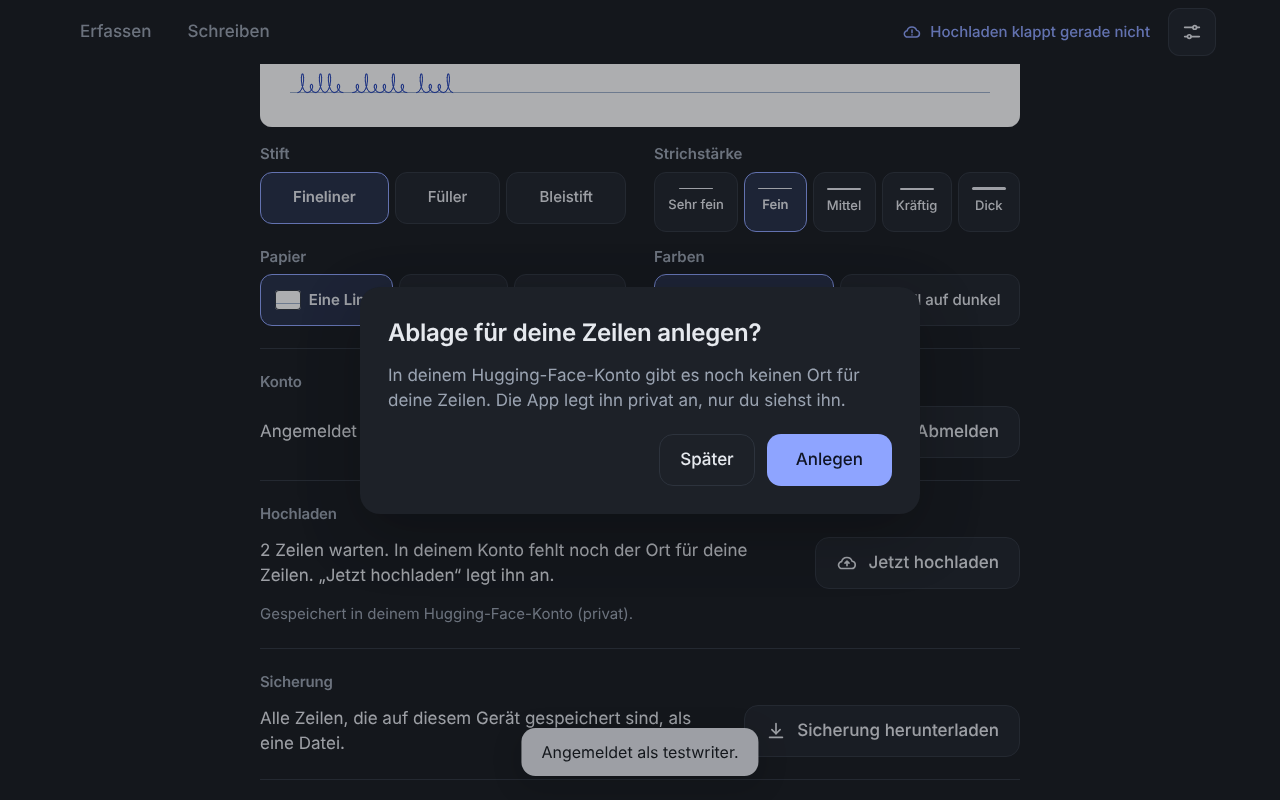 Erfassen
Schreiben
Hochladen klappt gerade nicht
Stift
Strichstärke
Fineliner
Füller
Bleistift
Sehr fein
Fein
Mittel
Kräftig
Dick
Papier
Farben
Eine Lin
auf dunkel
Ablage für deine Zeilen anlegen?
In deinem Hugging-Face-Konto gibt es noch keinen Ort für
deine Zeilen. Die App legt ihn privat an, nur du siehst ihn.
Später
Anlegen
Konto
Angemeldet
Abmelden
Hochladen
2 Zeilen warten. In deinem Konto fehlt noch der Ort für deine
Zeilen. „Jetzt hochladen“ legt ihn an.
Jetzt hochladen
Gespeichert in deinem Hugging-Face-Konto (privat).
Sicherung
Alle Zeilen, die auf diesem Gerät gespeichert sind, als
eine Datei.
Sicherung herunterladen
Angemeldet als testwriter.